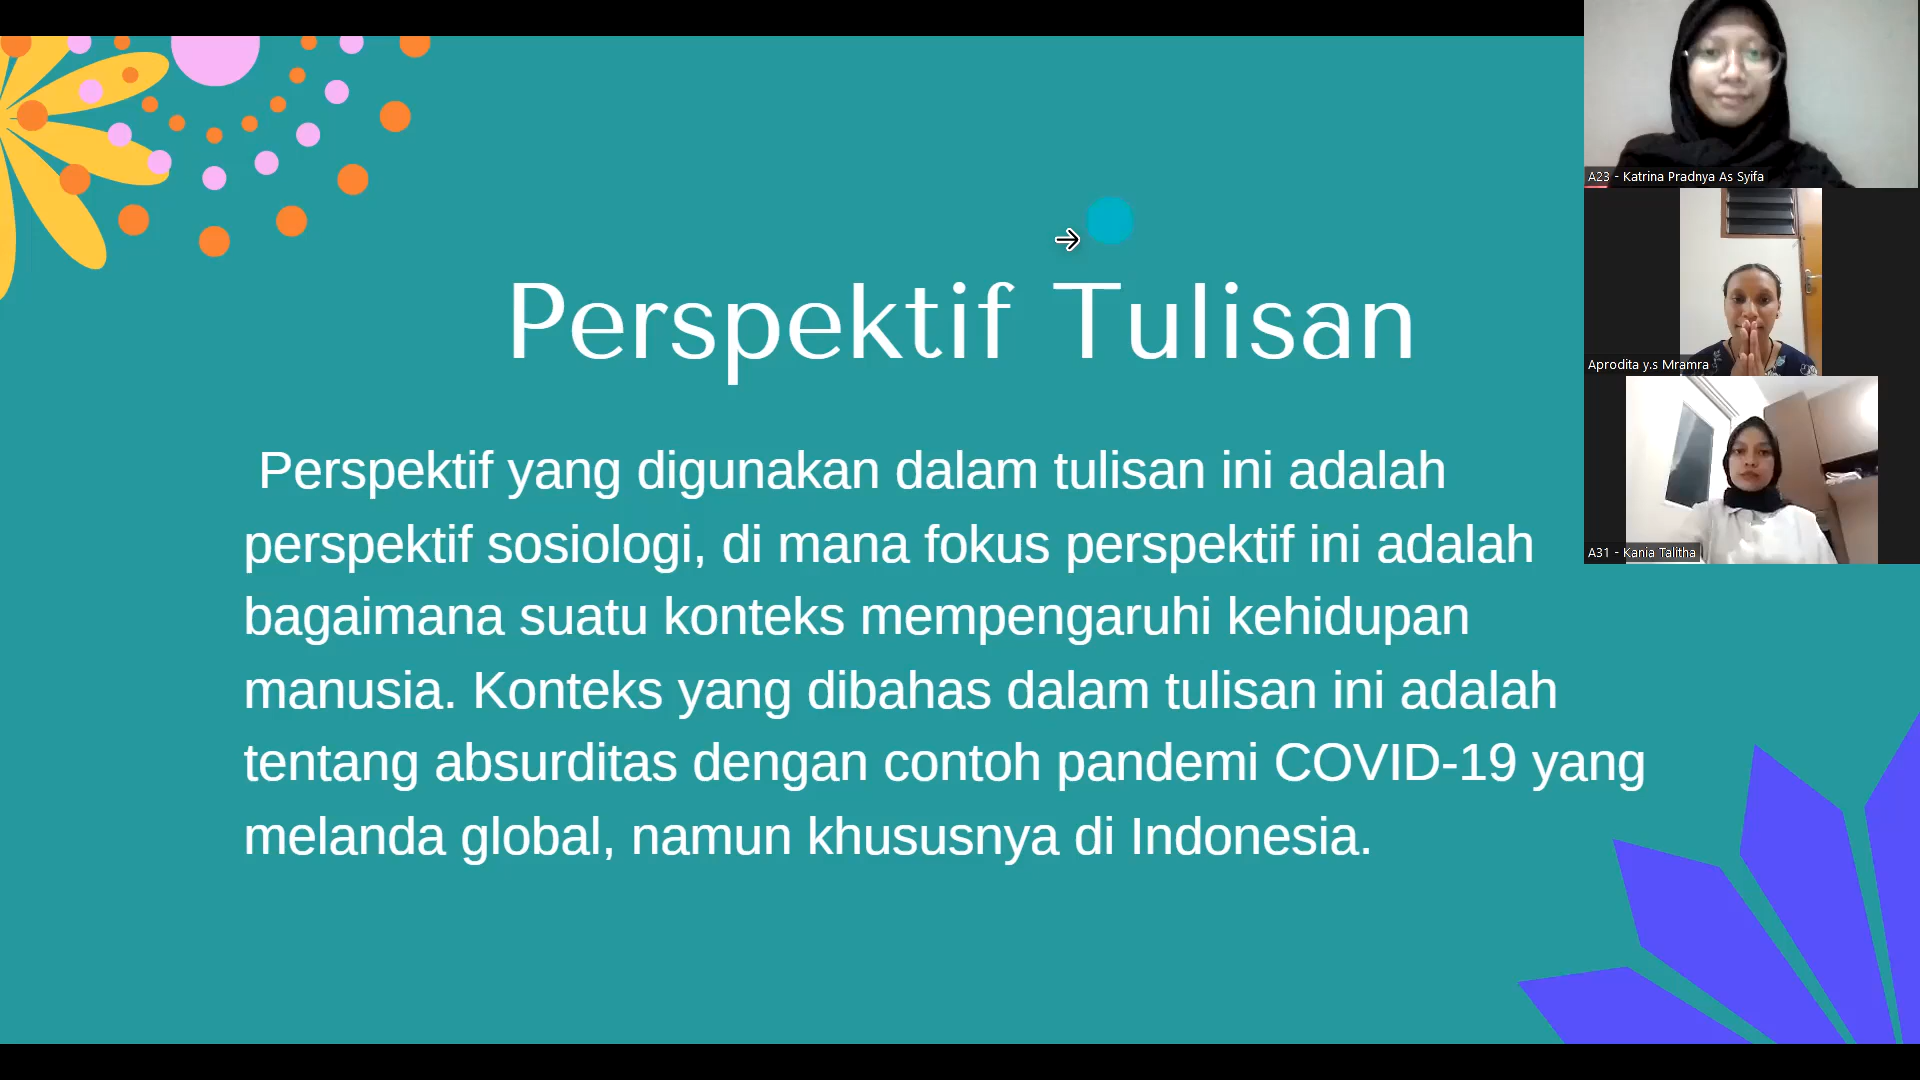 Perspektif Tulisan
Perspektif yang digunakan dalam tulisan ini adalah
perspektif sosiologi, di mana fokus perspektif ini adalah
bagaimana suatu konteks mempengaruhi kehidupan
manusia. Konteks yang dibahas dalam tulisan ini adalah
tentang absurditas dengan contoh pandemi COVID-19 yang
melanda global, namun khususnya di Indonesia.
A23 - Katrina Pradnya As Syifa
Aprodita y.s Mramra
A31 - Kania Talitha